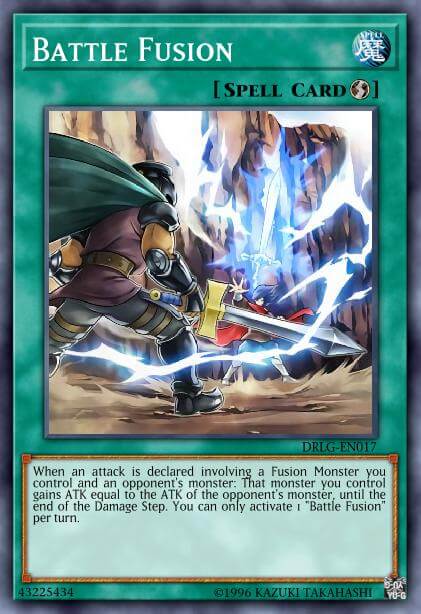 BATTLE FUSION
SPELL
魔
[SPELL CARD]
DRLG-EN017
When an attack is declared involving a Fusion Monster you
control and an opponent's monster: That monster you control
gains ATK equal to the ATK of the opponent's monster, until the
end of the Damage Step. You can only activate 1 "Battle Fusion"
per turn.
43225434
©1996 KAZUKI TAKAHASHI